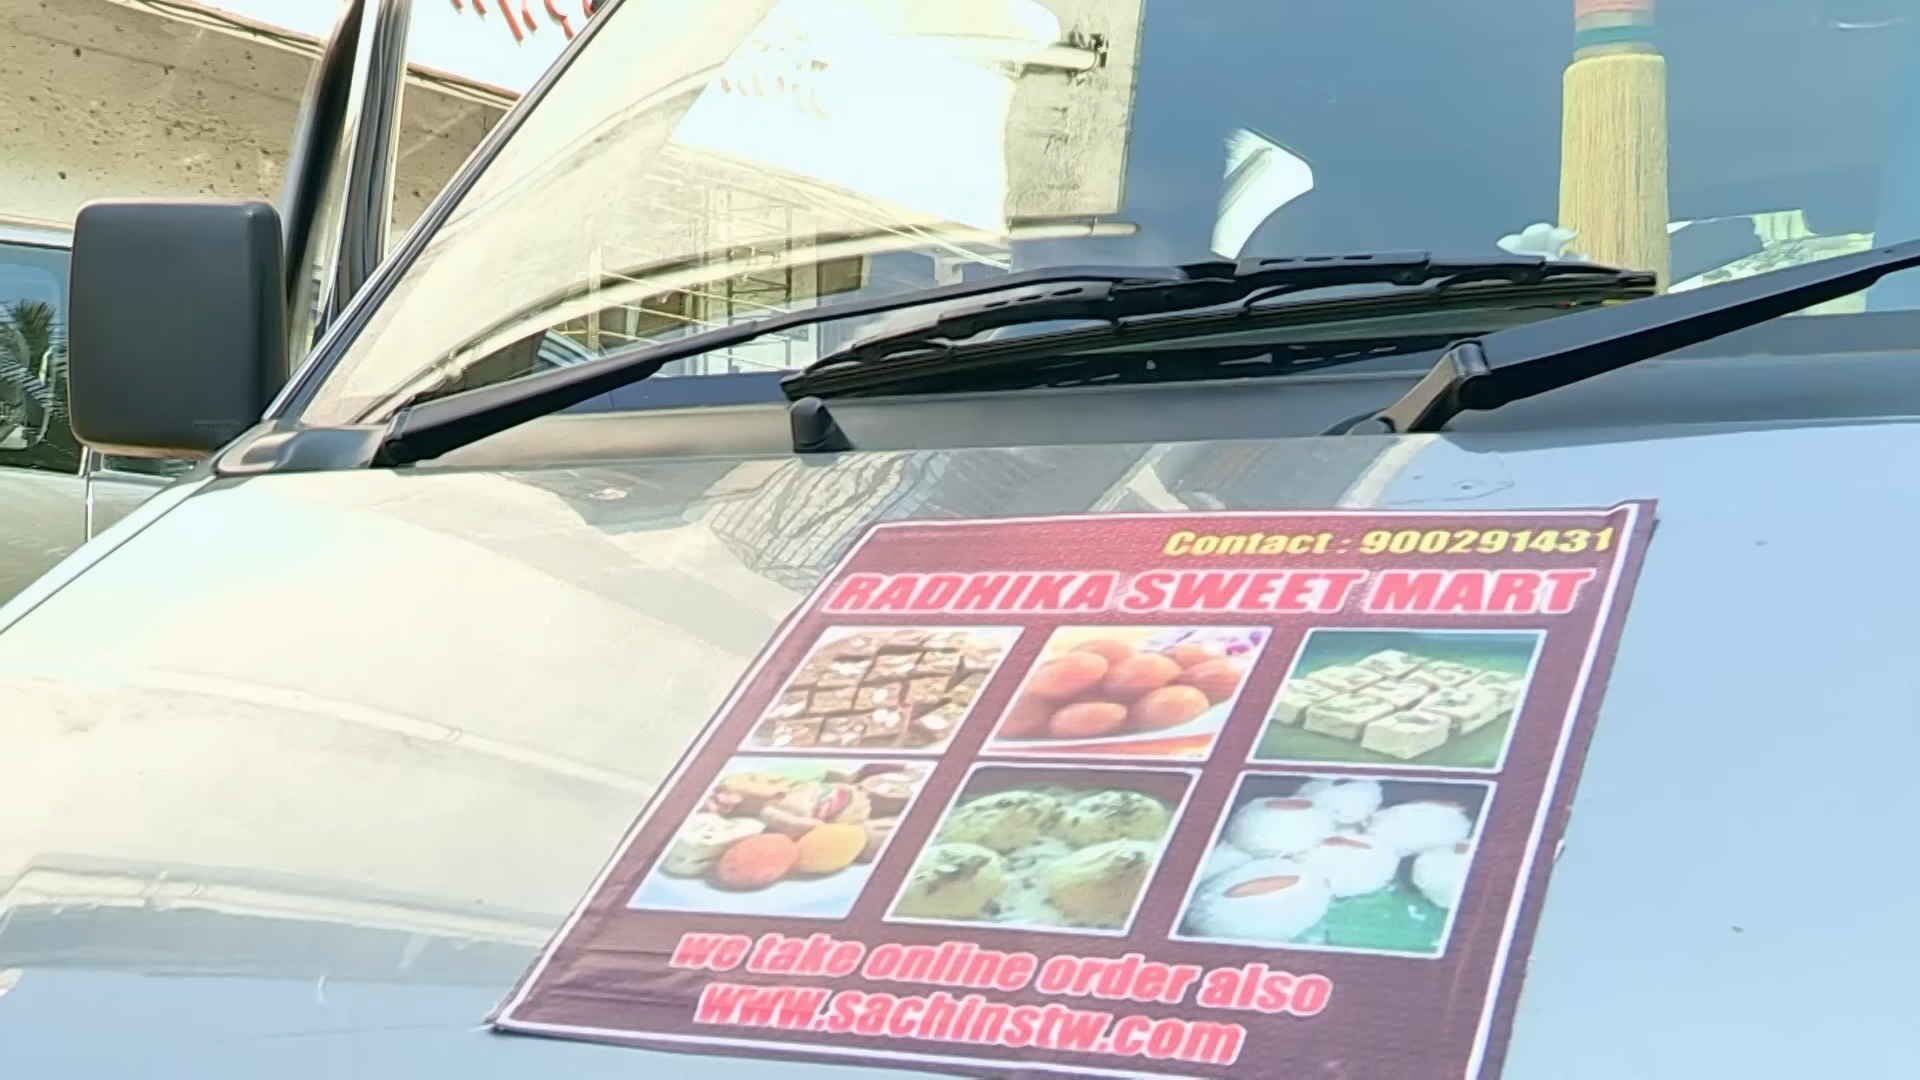 Contact : 900291431
RADHIKA SWEET MART
we take online order also
www.sachinstw.com